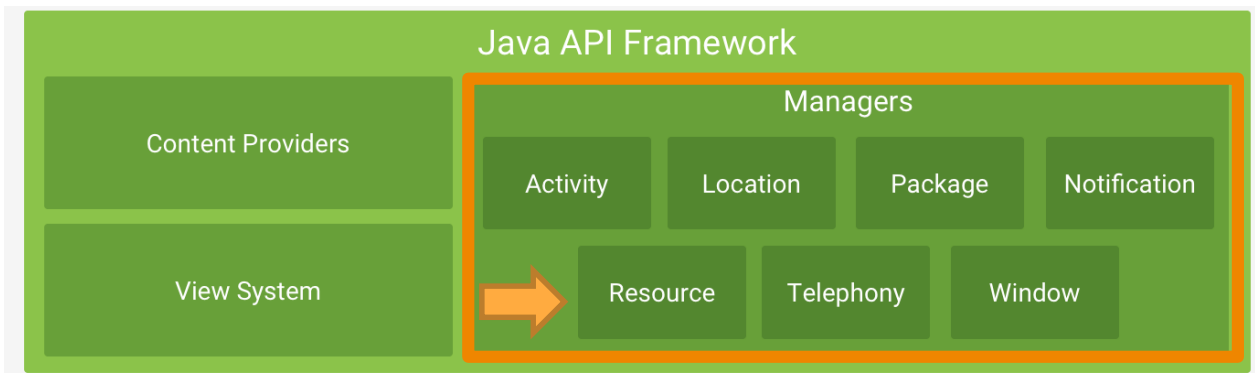 Java API Framework
Content Providers
View System
Managers
Activity Location Package Notification
Resource Telephony Window